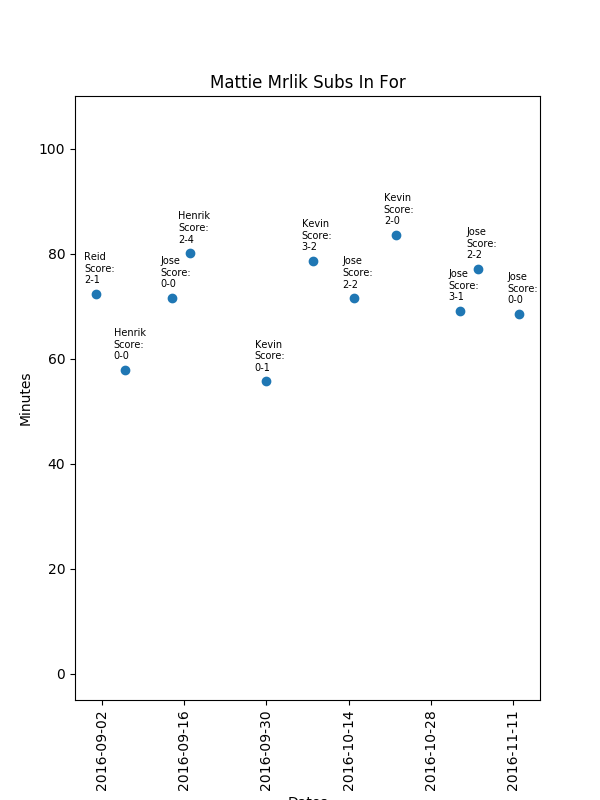 Mattie Mrlik Subs In For
100
80
60
40
20
0
Minutes
Reid
Score:
2-1
Henrik
Score:
0-0
Jose
Score:
0-0
Henrik
Score:
2-4
Kevin
Score:
0-1
Kevin
Score:
3-2
Jose
Score:
2-2
Kevin
Score:
2-0
Jose
Score:
3-1
Jose
Score:
2-2
Jose
Score:
0-0
2016-09-02
2016-09-16
2016-09-30
2016-10-14
2016-10-28
2016-11-11
Dates